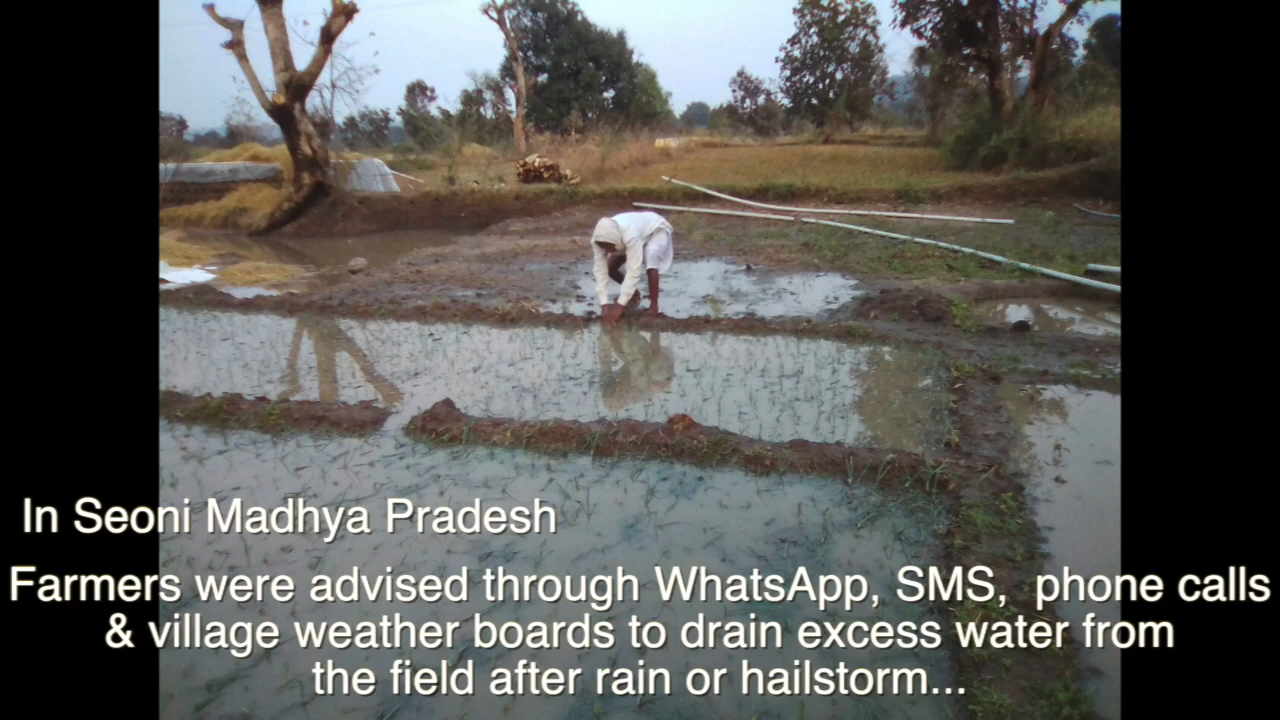 In Seoni Madhya Pradesh
Farmers were advised through WhatsApp, SMS,  phone calls
& village weather boards to drain excess water from
the field after rain or hailstorm...